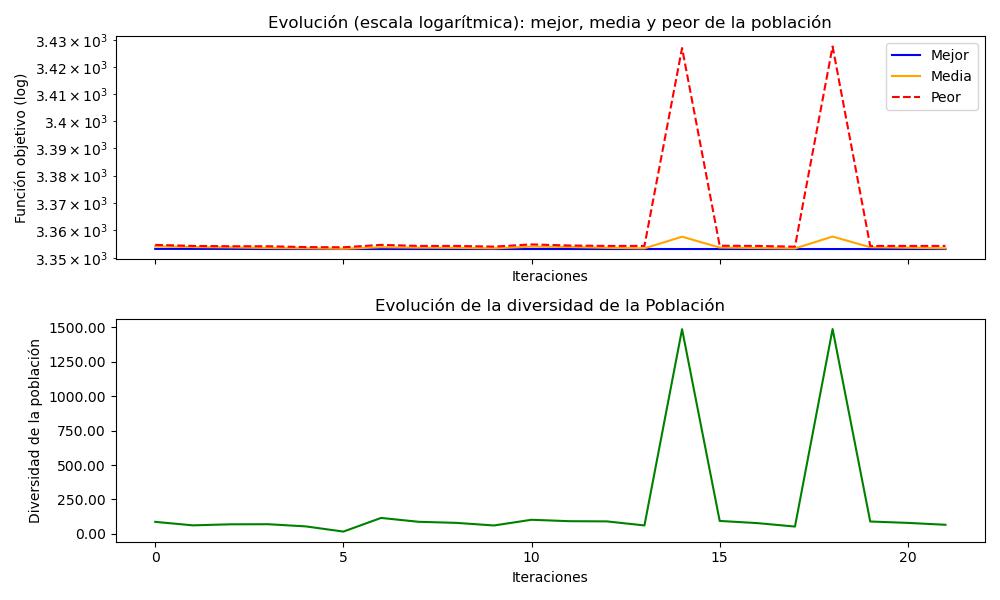 Evolución (escala logarítmica): mejor, media y peor de la población
Función objetivo (log)
3.43 × 10³
3.42 × 10³
3.41 × 10³
3.4 × 10³
3.39 × 10³
3.38 × 10³
3.37 × 10³
3.36 × 10³
3.35 × 10³
Mejor
Media
Peor
Iteraciones
Evolución de la diversidad de la Población
Diversidad de la población
1500.00
1250.00
1000.00
750.00
500.00
250.00
0.00
0 5 10 15 20
Iteraciones